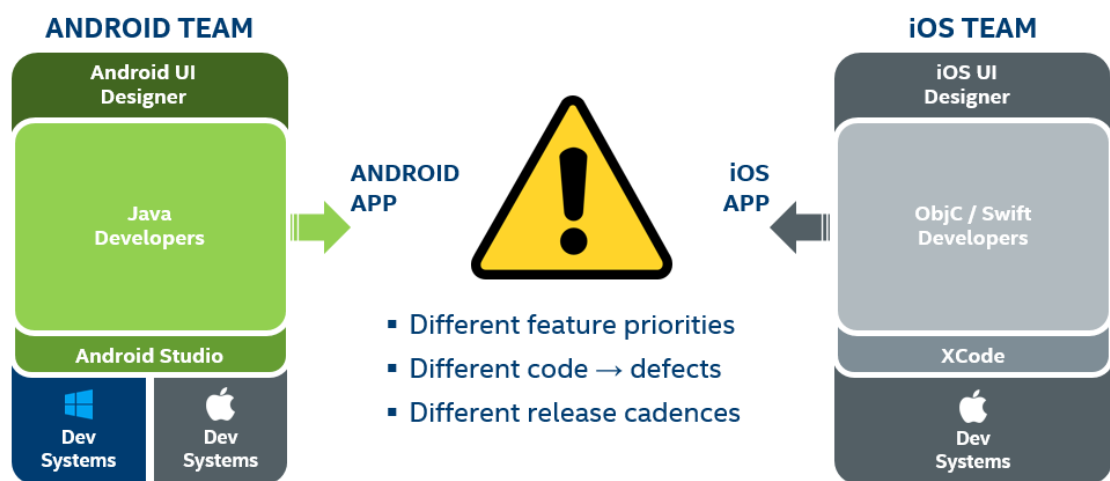 ANDROID TEAM
Android UI
Designer
Java
Developers
Android Studio
Dev
Systems
Dev
Systems
ANDROID
APP
iOS
APP
▪ Different feature priorities
▪ Different code → defects
▪ Different release cadences
iOS TEAM
iOS UI
Designer
ObjC / Swift
Developers
XCode
Dev
Systems